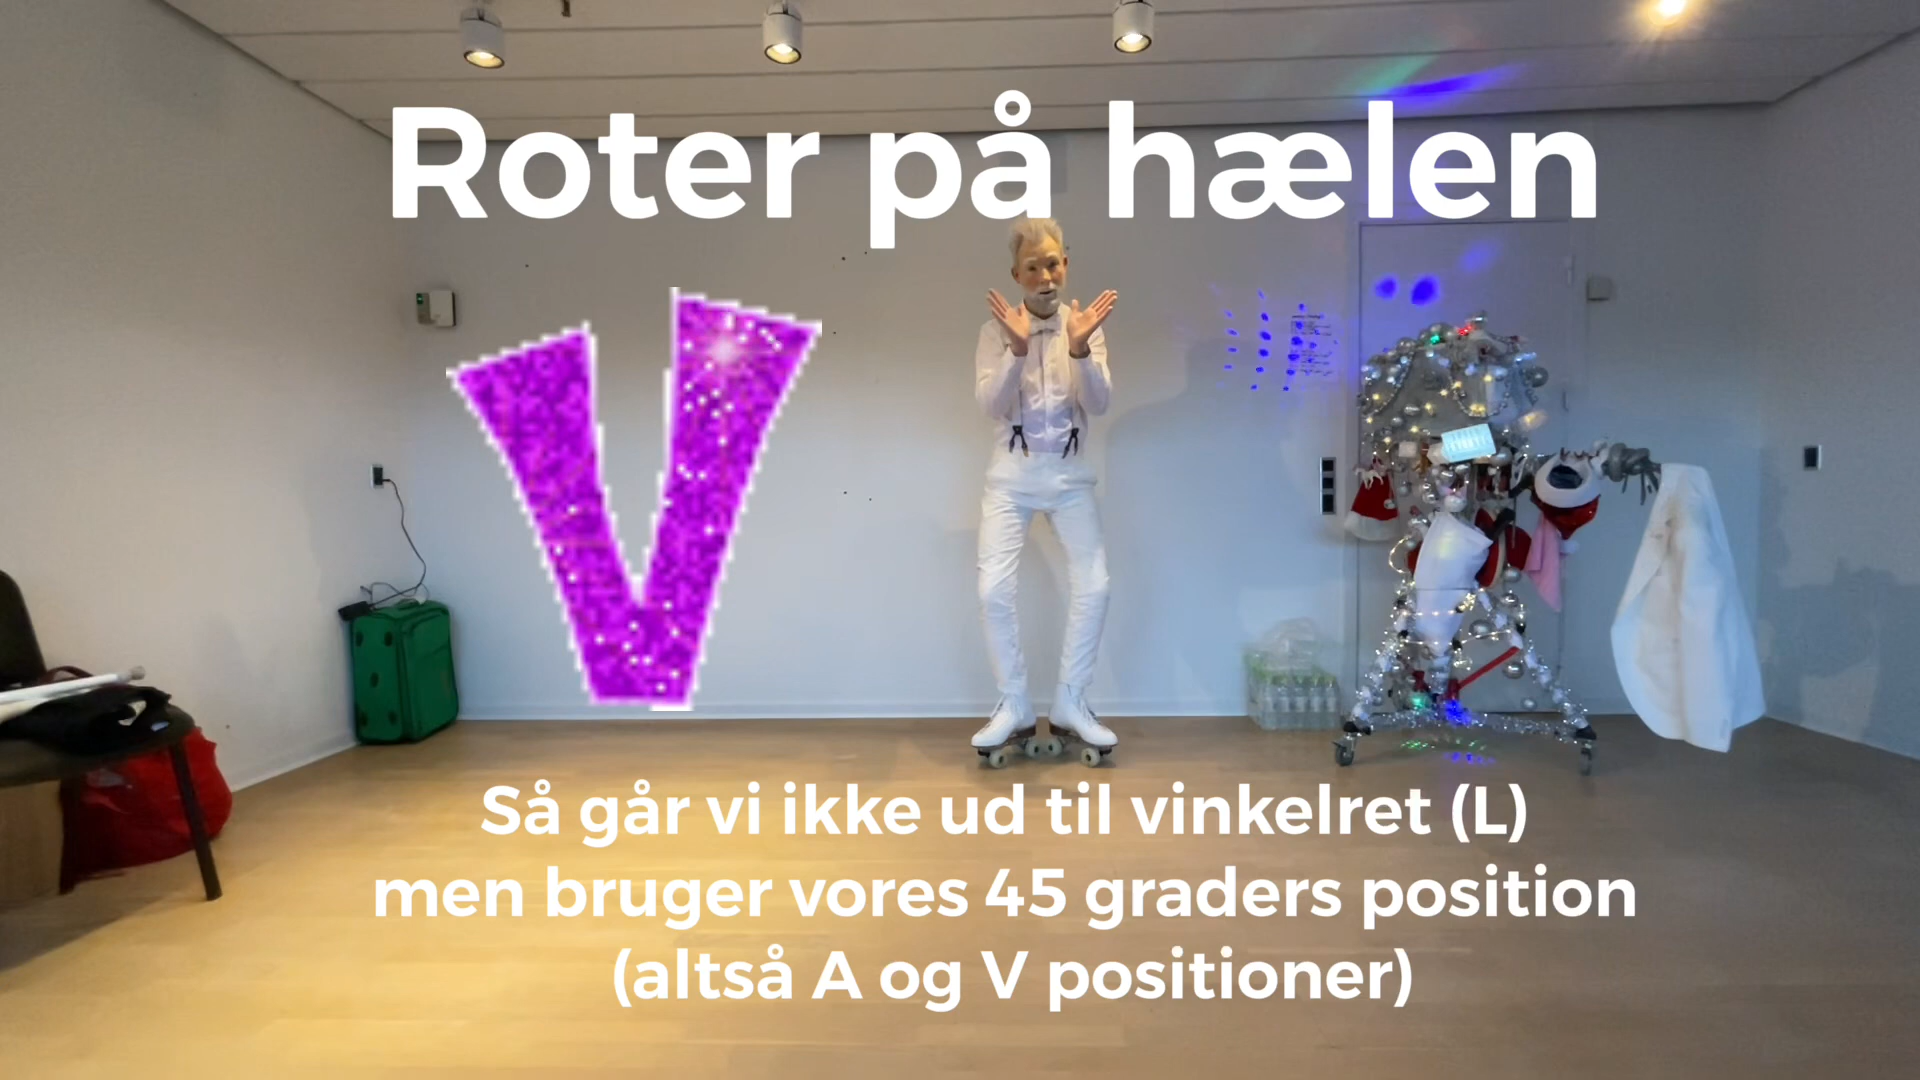 Roter på hælen
V
Så går vi ikke ud til vinkelret (L)
men bruger vores 45 graders position
(altså A og V positioner)